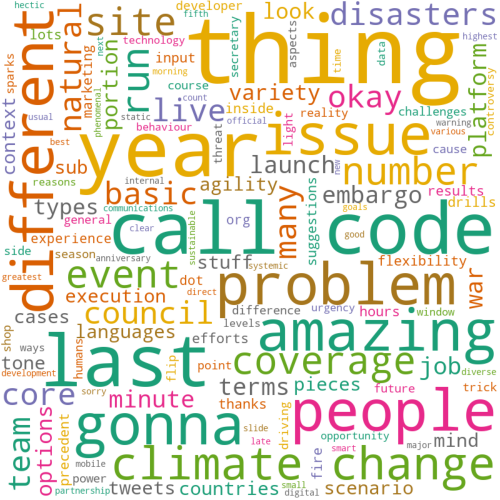 hectic
lots
fifth
developer
secretary
look
aspects
technology
next
morning
time
data
disasters
highest
controversy
site
thing
platform
natural
marketing
portion
run
input
course
variety
inside
okay
context
sparks
phenomenal
usual
count
static
live
behaviour
official
threat
light
reality
challenges
cause
warning
various
different
year
issue
best
reasons
sub
internal
basic
agility
launch
number
new
embargo
results
drills
types
communications
many
suggestions
goals
good
side
general
call
code
experience
clear
sustainable
org
season
anniversary
stuff
dot
systemic
flexibility
war
event
direct
problem
greatest
execution
council
difference
hours
urgency
window
cases
languages
efforts
levels
amazing
shop
ways
development
humans
last
point
flip
coverage
job
diverse
tone
core
minute
terms
pieces
future
trick
sorry
thanks
opportunity
mind
team
options
precedent
gonna
slide
late
driving
people
smart
major
mobile
power
climate
change
fire
partnership
tweets
countries
small
digital
scenario